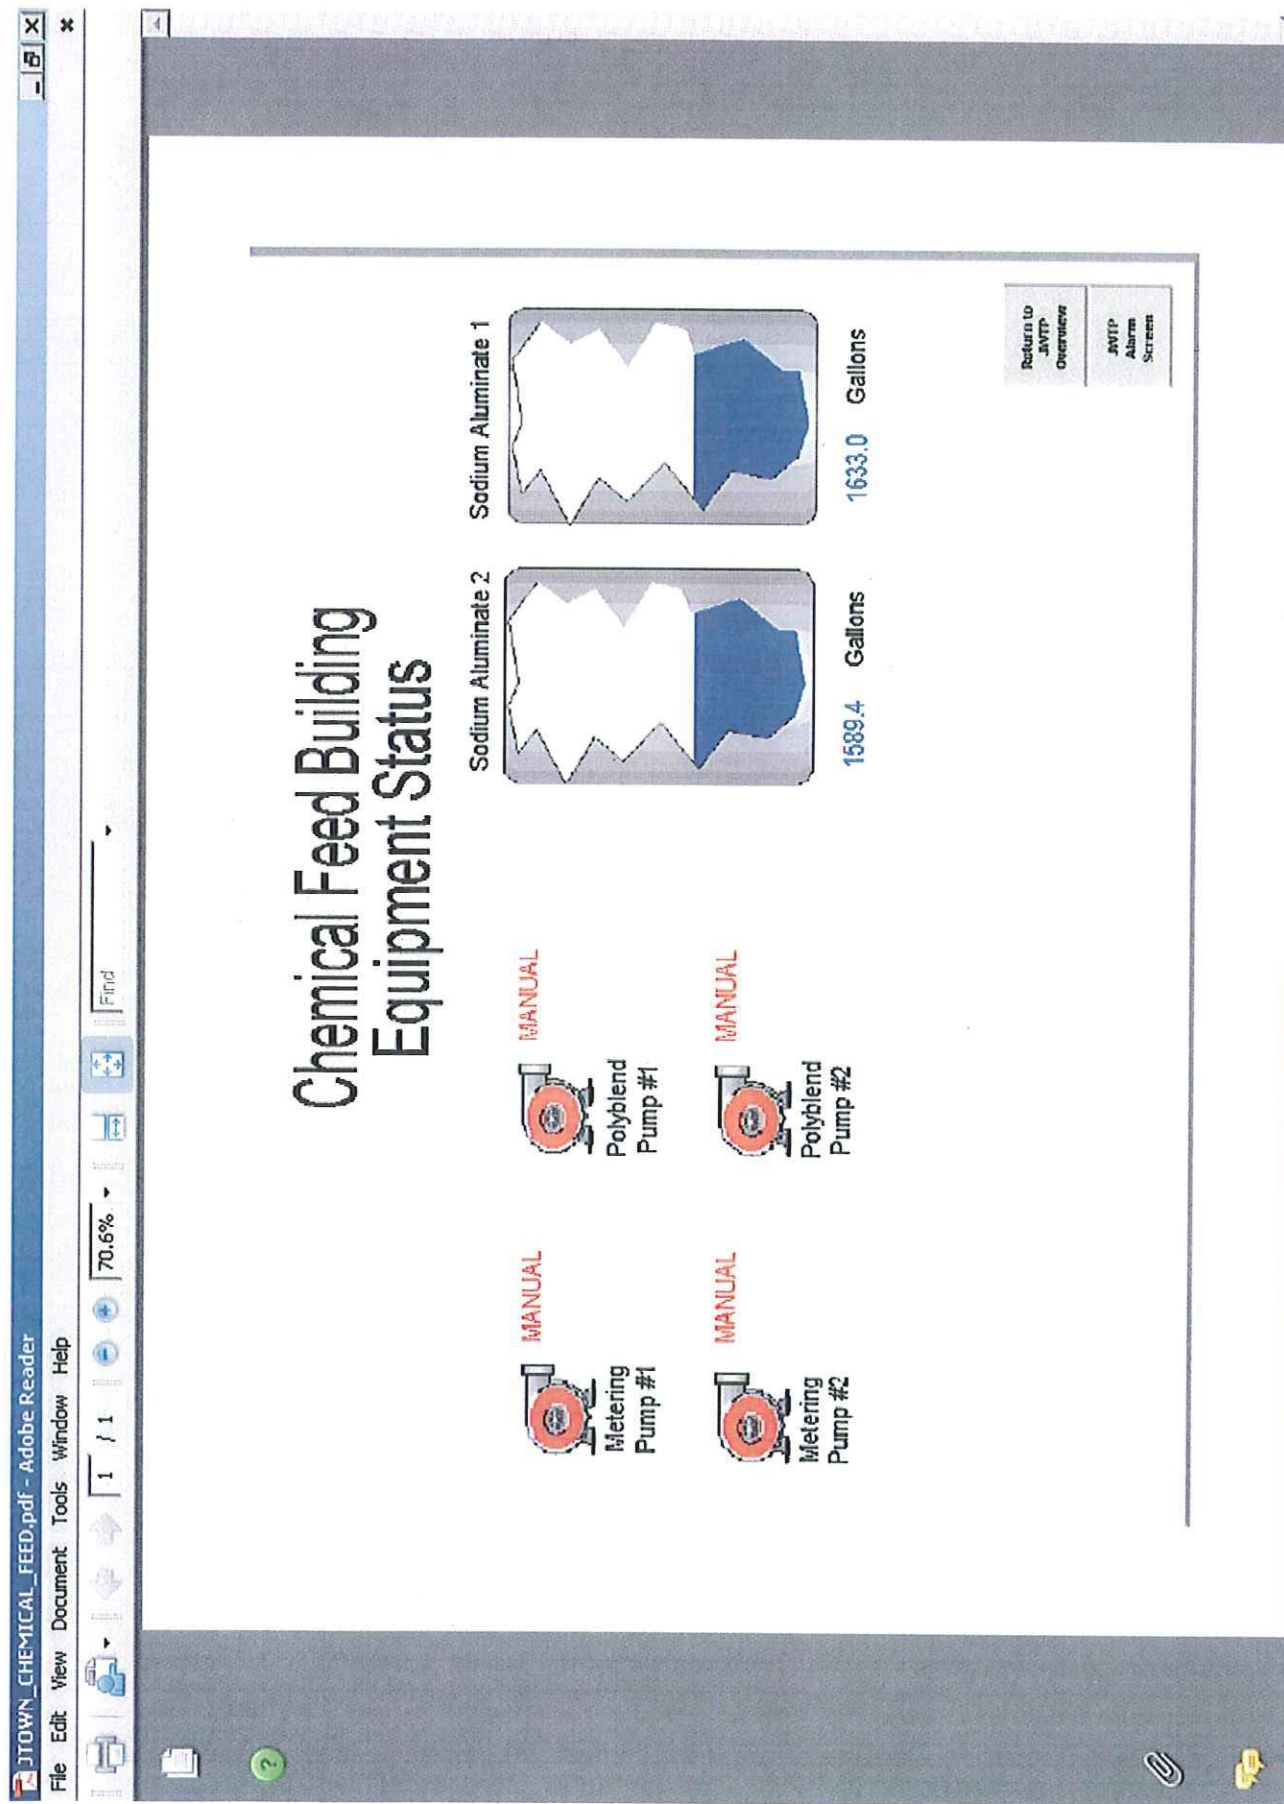 JTOWN_CHEMICAL_FEED.pdf - Adobe Reader
File Edit View Document Tools Window Help
1 / 1 70.6% Find
Chemical Feed Building
Equipment Status
Sodium Aluminate 2 Sodium Aluminate 1
MANUAL MANUAL
Metering
Pump #1
Polyblend
Pump #1
MANUAL MANUAL
Metering
Pump #2
Polyblend
Pump #2
1589.4 Gallons 1633.0 Gallons
Return to
JWTP
Overview
JWTP
Alarm
Screen